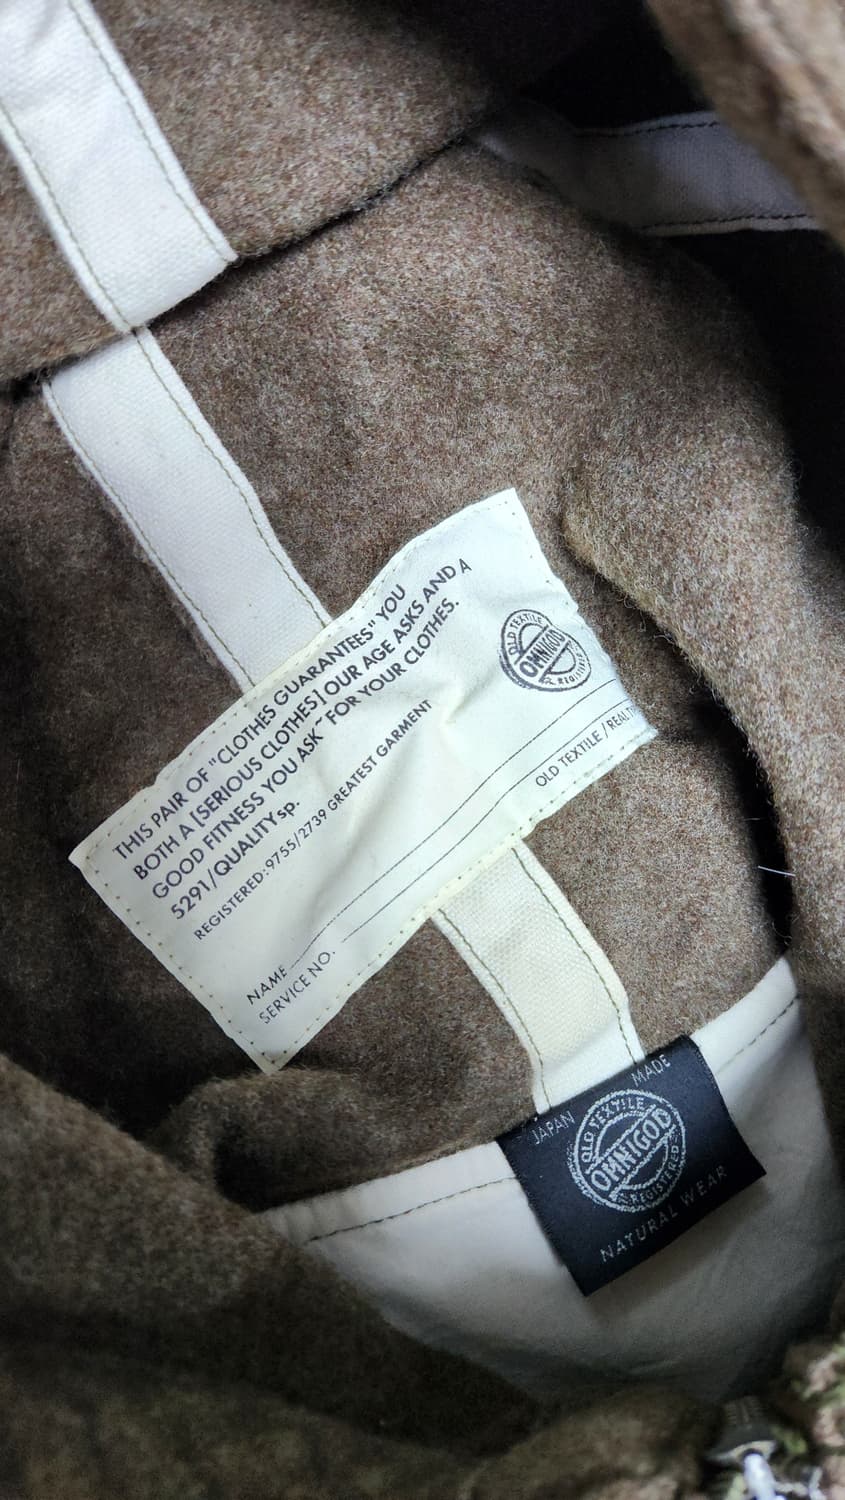 THIS PAIR OF "CLOTHES GUARANTEES" YOU
BOTH A [SERIOUS CLOTHES] OUR AGE ASKS AND A
GOOD FITNESS YOU ASK" FOR YOUR CLOTHES.
5291/QUALITY sp.
REGISTERED:9755/2739 GREATEST GARMENT
NAME
SERVICE NO.
OLD TEXTILE
OMNIGOD
REGISTERED
OLD TEXTILE /
JAPAN MADE
OLD TEXTILE
OMNIGOD
REGISTERED
NATURAL WEAR